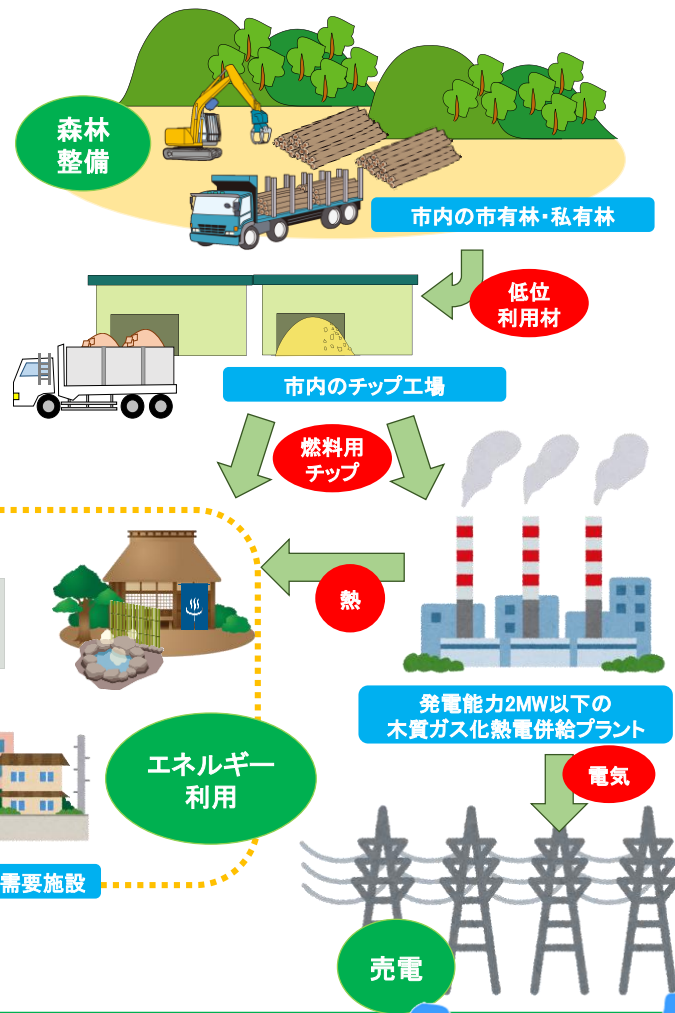 森林
整備
市内の市有林・私有林
低位
利用材
市内のチップ工場
燃料用
チップ
熱
発電能力2MW以下の
木質ガス化熱電併給プラント
エネルギー
利用
電気
需要施設
売電